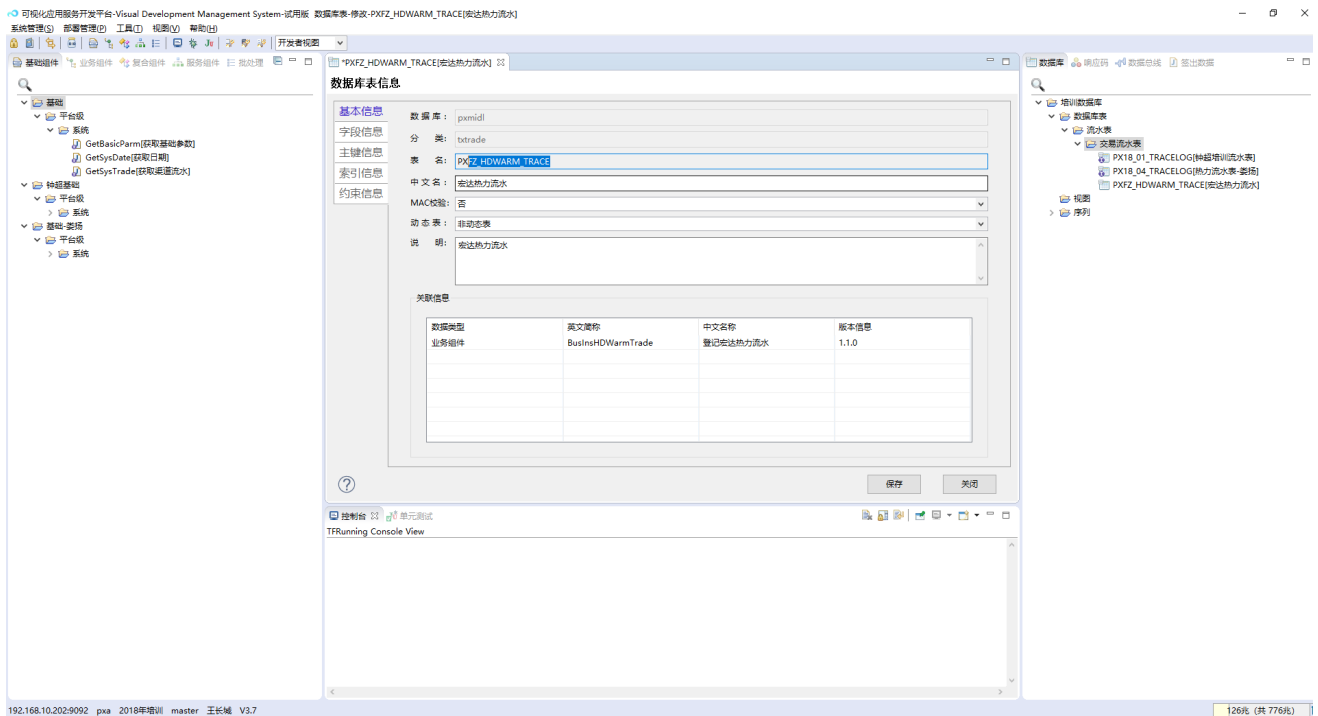 可视化应用服务开发平台-Visual Development Management System-试用版 数据库表-修改-PXFZ_HDWARM_TRACE[宏达热力流水]
系统管理(S) 部署管理(P) 工具(T) 视图(V) 帮助(H)
开发者视图
基础组件 业务组件 复合组件 服务组件 批处理
基础
平台级
系统
GetBasicParm[获取基础参数]
GetSysDate[获取日期]
GetSysTrade[获取渠道流水]
钟超基础
平台级
系统
基础-娄扬
平台级
系统
*PXFZ_HDWARM_TRACE[宏达热力流水]
数据库表信息
基本信息
字段信息
主键信息
索引信息
约束信息
数 据 库： pxmidl
分 类: txtrade
表 名: PXFZ_HDWARM_TRACE
中 文 名： 宏达热力流水
MAC校验: 否
动 态 表： 非动态表
说 明: 宏达热力流水
关联信息
数据类型 英文简称 中文名称 版本信息
业务组件 BusInsHDWarmTrade 登记宏达热力流水 1.1.0
保存 关闭
控制台 单元测试
TFRunning Console View
数据库 响应码 数据总线 签出数据
培训数据库
数据库表
流水表
交易流水表
PX18_01_TRACELOG[钟超培训流水表]
PX18_04_TRACELOG[热力流水表-娄扬]
PXFZ_HDWARM_TRACE[宏达热力流水]
视图
序列
192.168.10.202:9092 pxa 2018年培训 master 王长城 V3.7
126兆 (共 776兆)